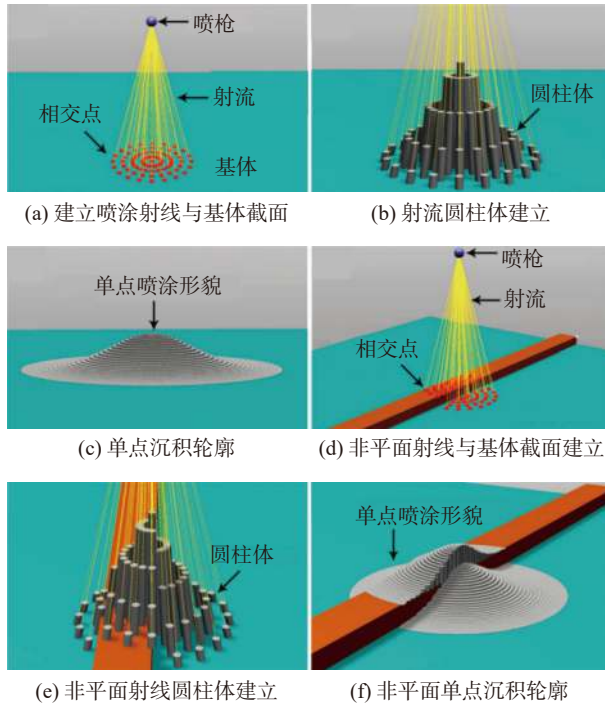 喷枪
射流
相交点
基体
圆柱体
(a) 建立喷涂射线与基体截面
(b) 射流圆柱体建立
单点喷涂形貌
喷枪
射流
相交点
(c) 单点沉积轮廓
(d) 非平面射线与基体截面建立
圆柱体
单点喷涂形貌
(e) 非平面射线圆柱体建立
(f) 非平面单点沉积轮廓